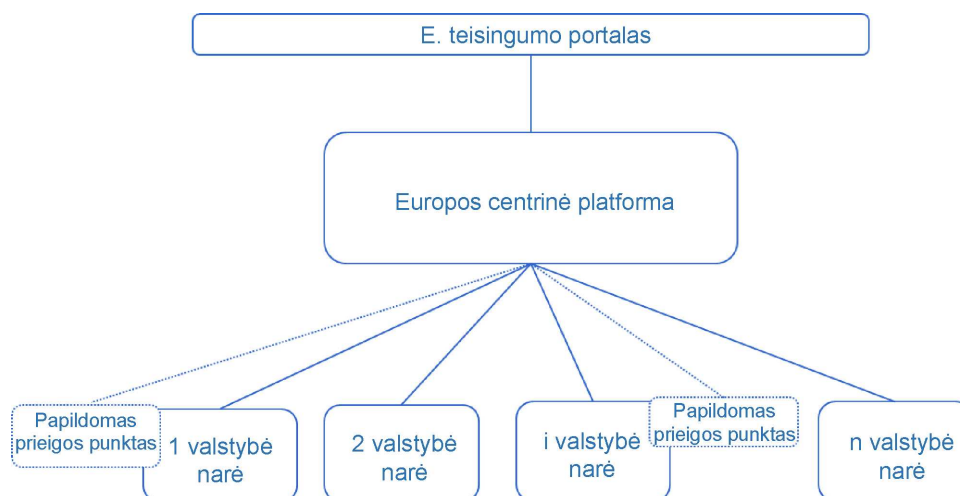 E. teisingumo portalas
Europos centrinė platforma
Papildomas
prieigos punktas
1 valstybė
narė
2 valstybė
narė
i valstybė
narė
Papildomas
prieigos punktas
n valstybė
narė